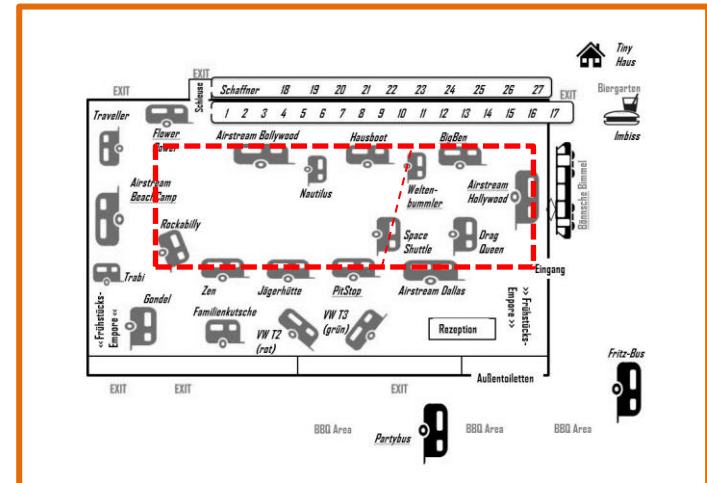 Tiny
Haus
EXIT
EXIT
Schleuse
Schaffner 18 19 20 21 22 23 24 25 26 27
EXIT
Biergarten
1 2 3 4 5 6 7 8 9 10 11 12 13 14 15 16 17
Imbiss
Traveller
Flower
Power
Airstream Bollywood
Hausboot
BigBen
Nautilus
Welten-
bummler
Airstream
Hollywood
Bönnsche Bimmel
Airstream
BeachCamp
Rockabilly
Space
Shuttle
Drag
Queen
Eingang
Trabi
Zen
Jägerhütte
PitStop
Airstream Dallas
<< Frühstücks-
Empore <<
Gondel
Familienkutsche
VW T2
(rot)
VW T3
(grün)
Rezeption
>> Frühstücks-
Empore >>
Außentoiletten
Fritz-Bus
EXIT
EXIT
EXIT
BBQ Area
Partybus
BBQ Area
BBQ Area